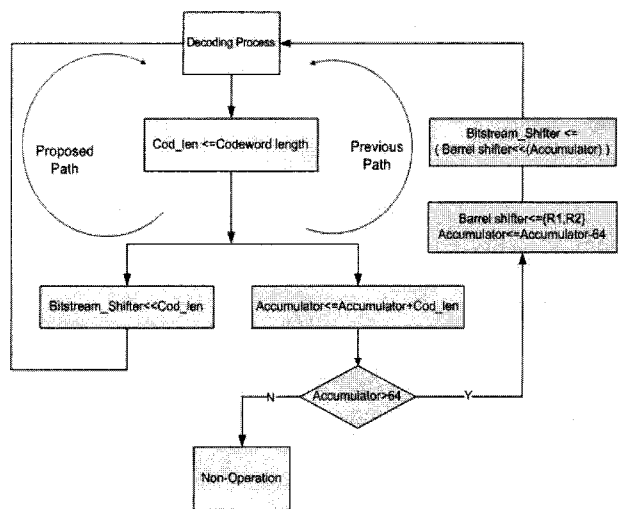 Decoding Process
Cod_len <=Codeword length
Proposed
Path
Previous
Path
Bitstream_Shifter <=
( Barrel shifter<<(Accumulator) )
Barrel shifter<={R1,R2}
Accumulator<=Accumulator-64
Bitstream_Shifter<<Cod_len
Accumulator<=Accumulator+Cod_len
Accumulator>64
N
Y
Non-Operation